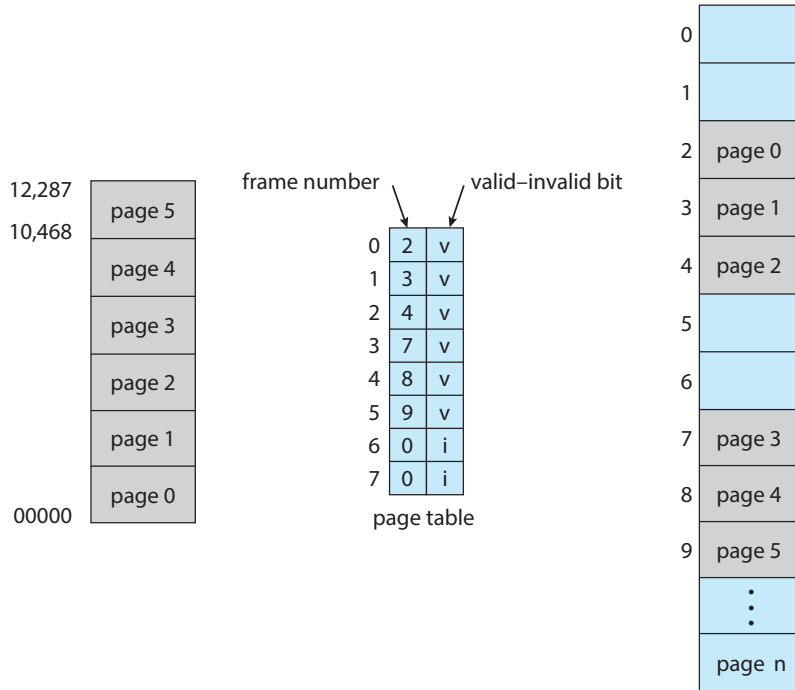 12,287
10,468
00000
page 5
page 4
page 3
page 2
page 1
page 0
frame number
valid–invalid bit
0 2 v
1 3 v
2 4 v
3 7 v
4 8 v
5 9 v
6 0 i
7 0 i
page table
0
1
2 page 0
3 page 1
4 page 2
5
6
7 page 3
8 page 4
9 page 5
⋮
page n